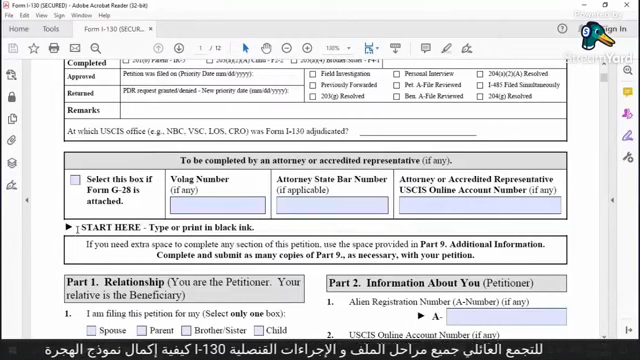 Form I-130 (SECURED).pdf - Adobe Acrobat Reader (32-bit)
File Edit View Sign Window Help
Home Tools Form I-130 (SECURED)...
1 / 12
Powered by
StreamYard
Completed
Approved
Petition was filed on (Priority Date mm/dd/yyyy):
Returned
PDR request granted/denied - New priority date (mm/dd/yyyy):
Field Investigation Personal Interview 204(a)(2)(A) Resolved
Previously Forwarded Pet. A-File Reviewed I-485 Filed Simultaneously
203(g) Resolved Ben. A-File Reviewed 204(g) Resolved
Remarks
At which USCIS office (e.g., NBC, VSC, LOS, CRO) was Form I-130 adjudicated?
To be completed by an attorney or accredited representative (if any).
Select this box if Form G-28 is attached.
Volag Number (if any)
Attorney State Bar Number (if applicable)
Attorney or Accredited Representative USCIS Online Account Number (if any)
► START HERE - Type or print in black ink.
If you need extra space to complete any section of this petition, use the space provided in Part 9. Additional Information.
Complete and submit as many copies of Part 9., as necessary, with your petition.
Part 1. Relationship (You are the Petitioner. Your relative is the Beneficiary)
1. I am filing this petition for my (Select only one box):
Spouse Parent Brother/Sister Child
Part 2. Information About You (Petitioner)
1. Alien Registration Number (A-Number) (if any)
► A-
2. USCIS Online Account Number (if any)
كيفية إكمال نموذج الهجرة I-130 للتجمع العائلي جميع مراحل الملف و الإجراءات القنصلية